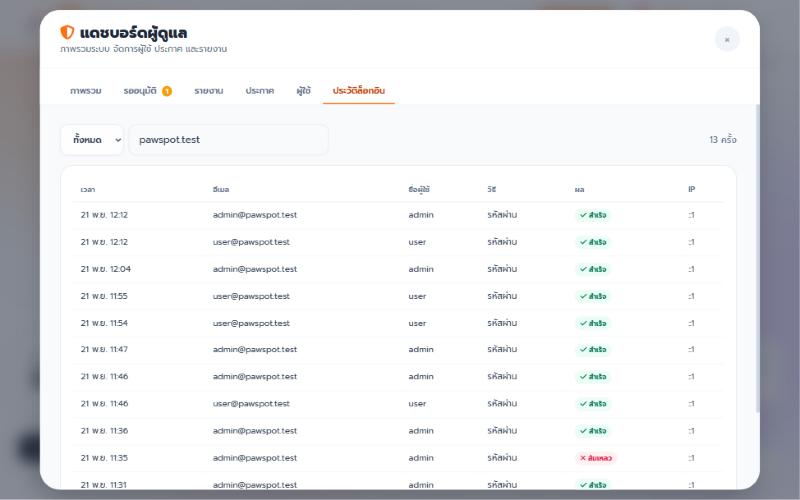 แดชบอร์ดผู้ดูแล
ภาพรวมระบบ จัดการผู้ใช้ ประกาศ และรายงาน
×
ภาพรวม รออนุมัติ 1 รายงาน ประกาศ ผู้ใช้ ประวัติล็อกอิน
ทั้งหมด pawspot.test 13 ครั้ง
เวลา อีเมล ชื่อผู้ใช้ วิธี ผล IP
21 พ.ย. 12:12 admin@pawspot.test admin รหัสผ่าน สำเร็จ ::1
21 พ.ย. 12:12 user@pawspot.test user รหัสผ่าน สำเร็จ ::1
21 พ.ย. 12:04 admin@pawspot.test admin รหัสผ่าน สำเร็จ ::1
21 พ.ย. 11:55 user@pawspot.test user รหัสผ่าน สำเร็จ ::1
21 พ.ย. 11:54 user@pawspot.test user รหัสผ่าน สำเร็จ ::1
21 พ.ย. 11:47 admin@pawspot.test admin รหัสผ่าน สำเร็จ ::1
21 พ.ย. 11:46 admin@pawspot.test admin รหัสผ่าน สำเร็จ ::1
21 พ.ย. 11:46 user@pawspot.test user รหัสผ่าน สำเร็จ ::1
21 พ.ย. 11:36 admin@pawspot.test admin รหัสผ่าน สำเร็จ ::1
21 พ.ย. 11:35 admin@pawspot.test admin รหัสผ่าน ล้มเหลว ::1
21 พ.ย. 11:31 admin@pawspot.test admin รหัสผ่าน สำเร็จ ::1